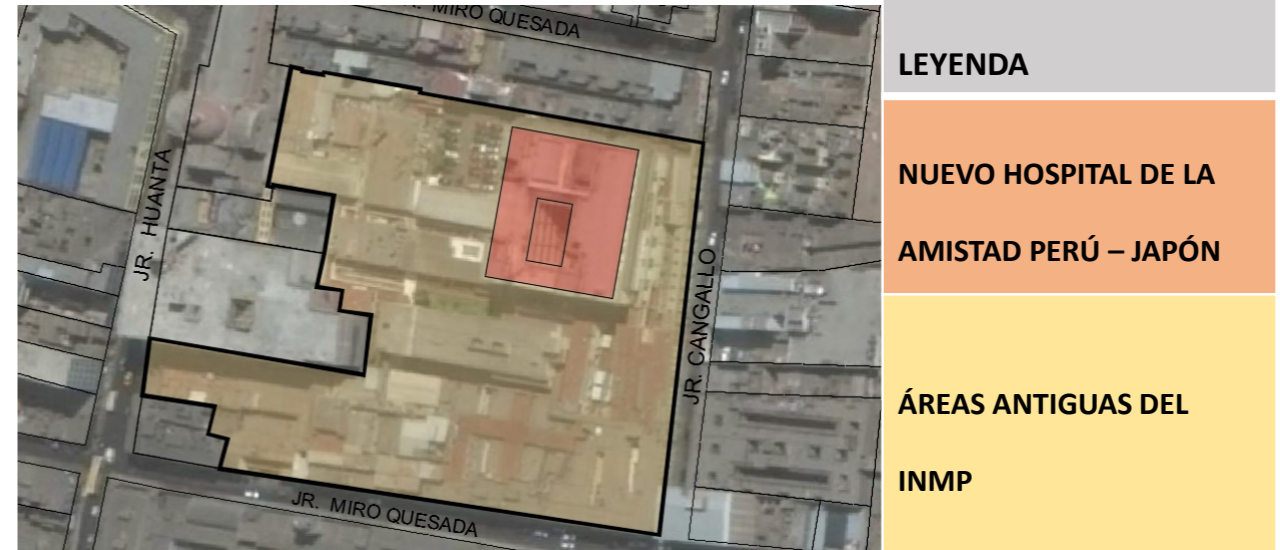 MIRO QUESADA
JR. HUANTA
JR. CANGALLO
JR. MIRO QUESADA
LEYENDA
NUEVO HOSPITAL DE LA
AMISTAD PERÚ – JAPÓN
ÁREAS ANTIGUAS DEL
INMP